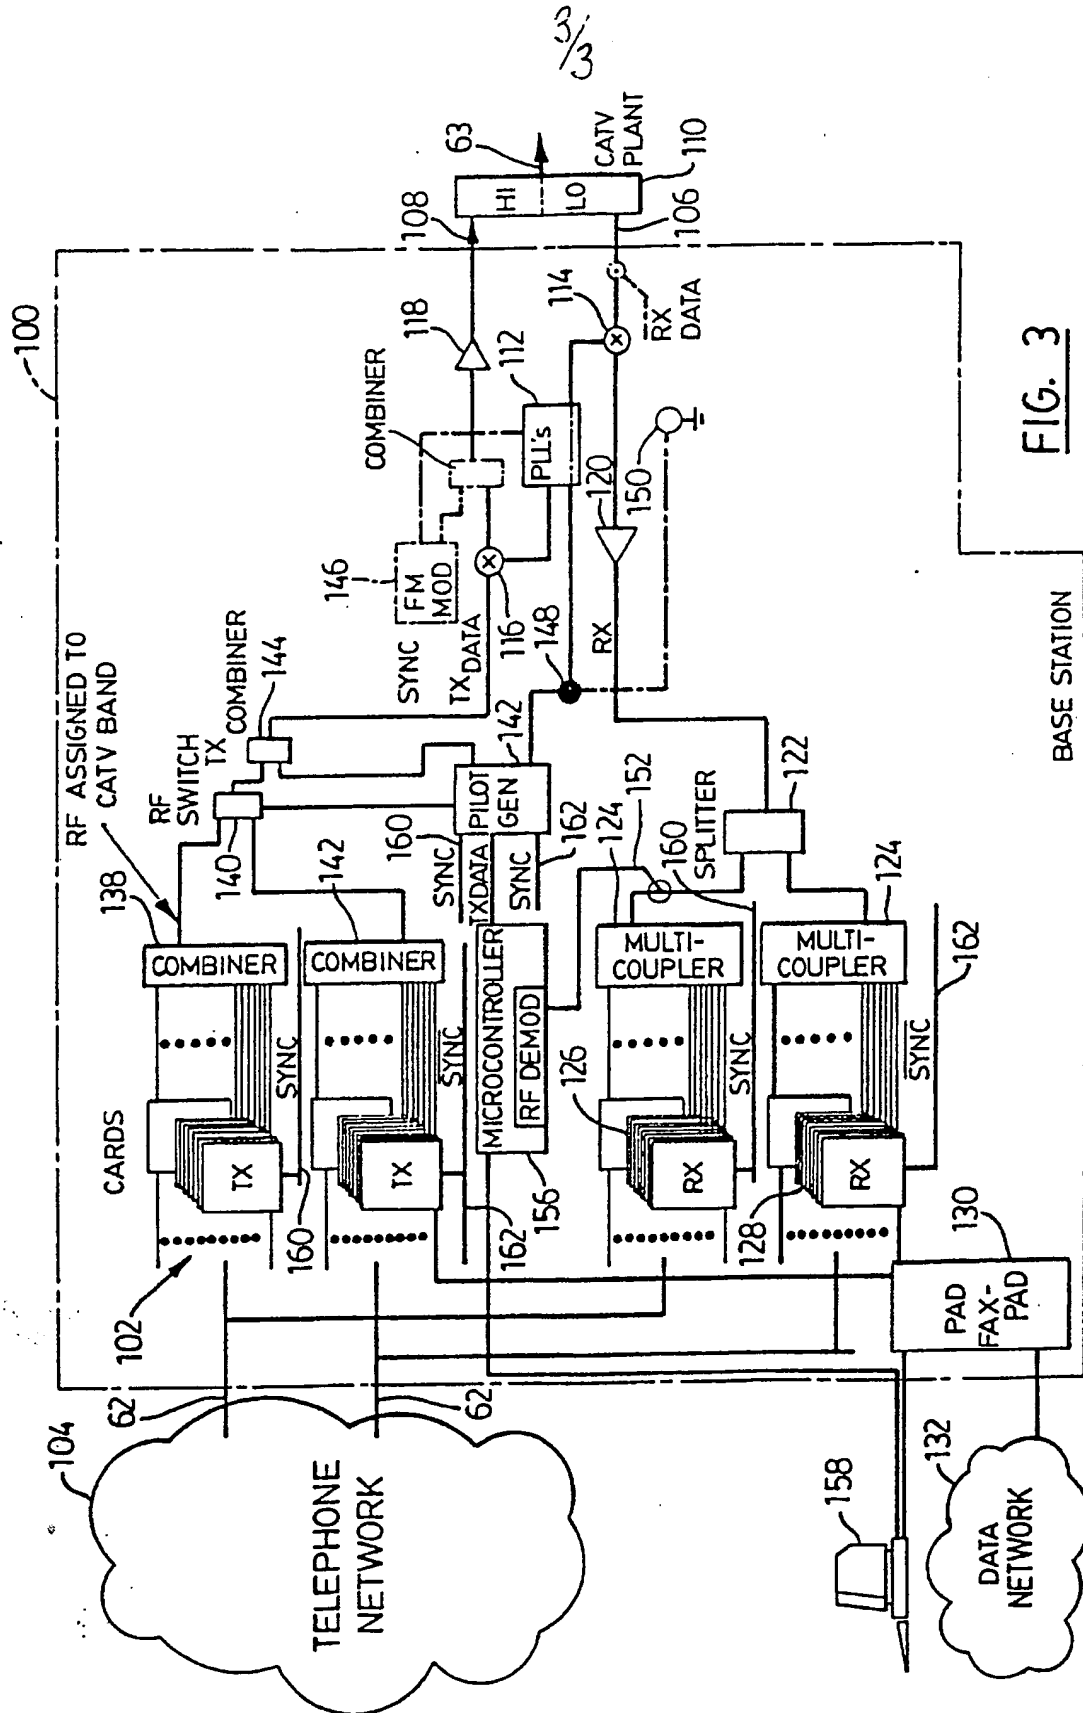 3/3
100
RF ASSIGNED TO
CATV BAND
RF
SWITCH
TX
COMBINER
144
138
140
COMBINER
CARDS
TX
SYNC
160
102
142
COMBINER
TX
SYNC
162
62
62
104
TELEPHONE
NETWORK
SYNC
TXDATA
146
FM
MOD
COMBINER
118
108
63
HI
LO
CATV
PLANT
110
106
116
112
PLL's
114
RX
DATA
148
120
150
RX
PILOT
GEN
142
160
SYNC
TXDATA
SYNC
162
MICROCONTROLLER
RF DEMOD
156
152
124
SPLITTER
122
160
MULTI-
COUPLER
126
RX
SYNC
124
MULTI-
COUPLER
128
RX
SYNC
162
130
PAD
FAX-
PAD
158
132
DATA
NETWORK
BASE STATION
FIG. 3